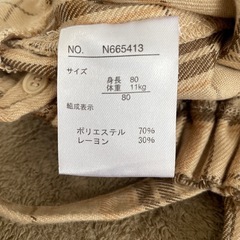 NO. N665413
サイズ
身長 80
体重 11kg
80
組成表示
ポリエステル 70%
レーヨン 30%